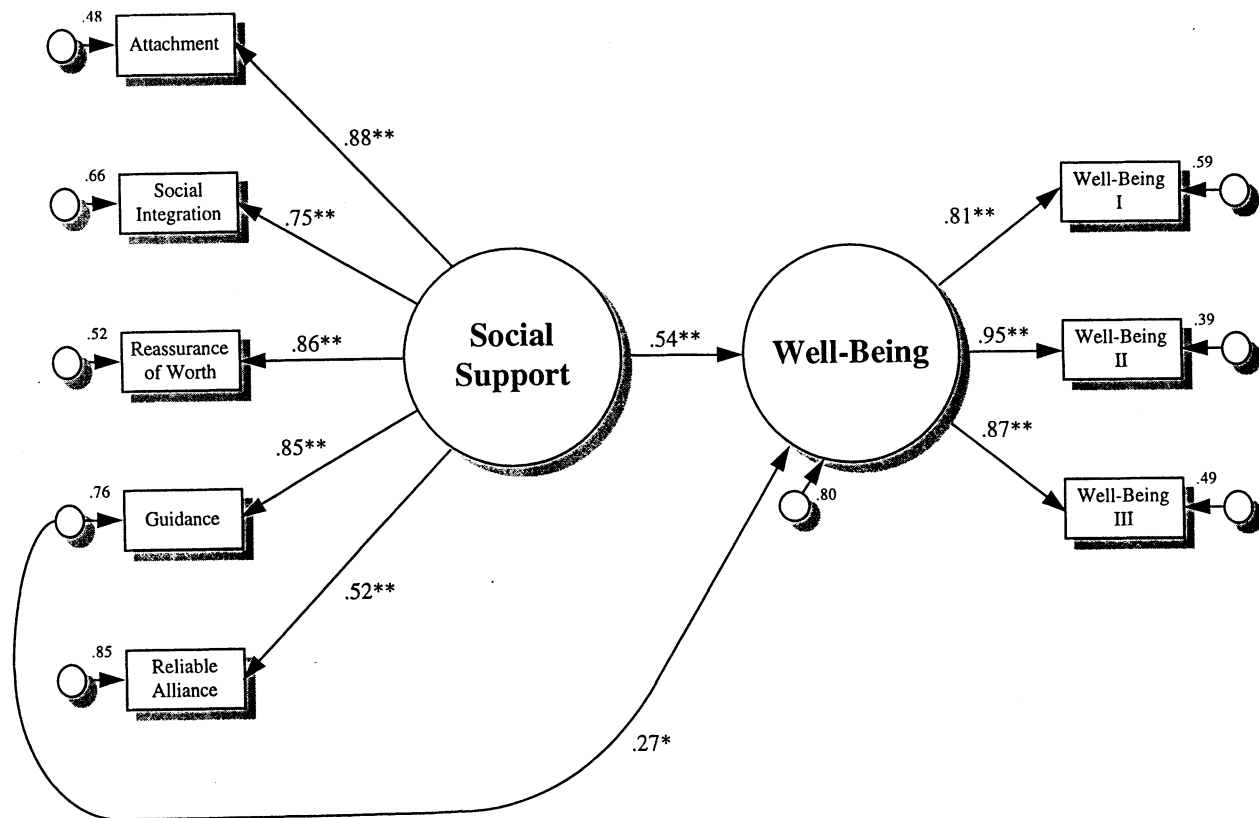 .48
Attachment
.88**
.66
Social
Integration
.75**
.52
Reassurance
of Worth
.86**
.76
Guidance
.85**
.85
Reliable
Alliance
.52**
Social
Support
.54**
Well-Being
.80
.27*
.81**
Well-Being
I
.59
.95**
Well-Being
II
.39
.87**
Well-Being
III
.49